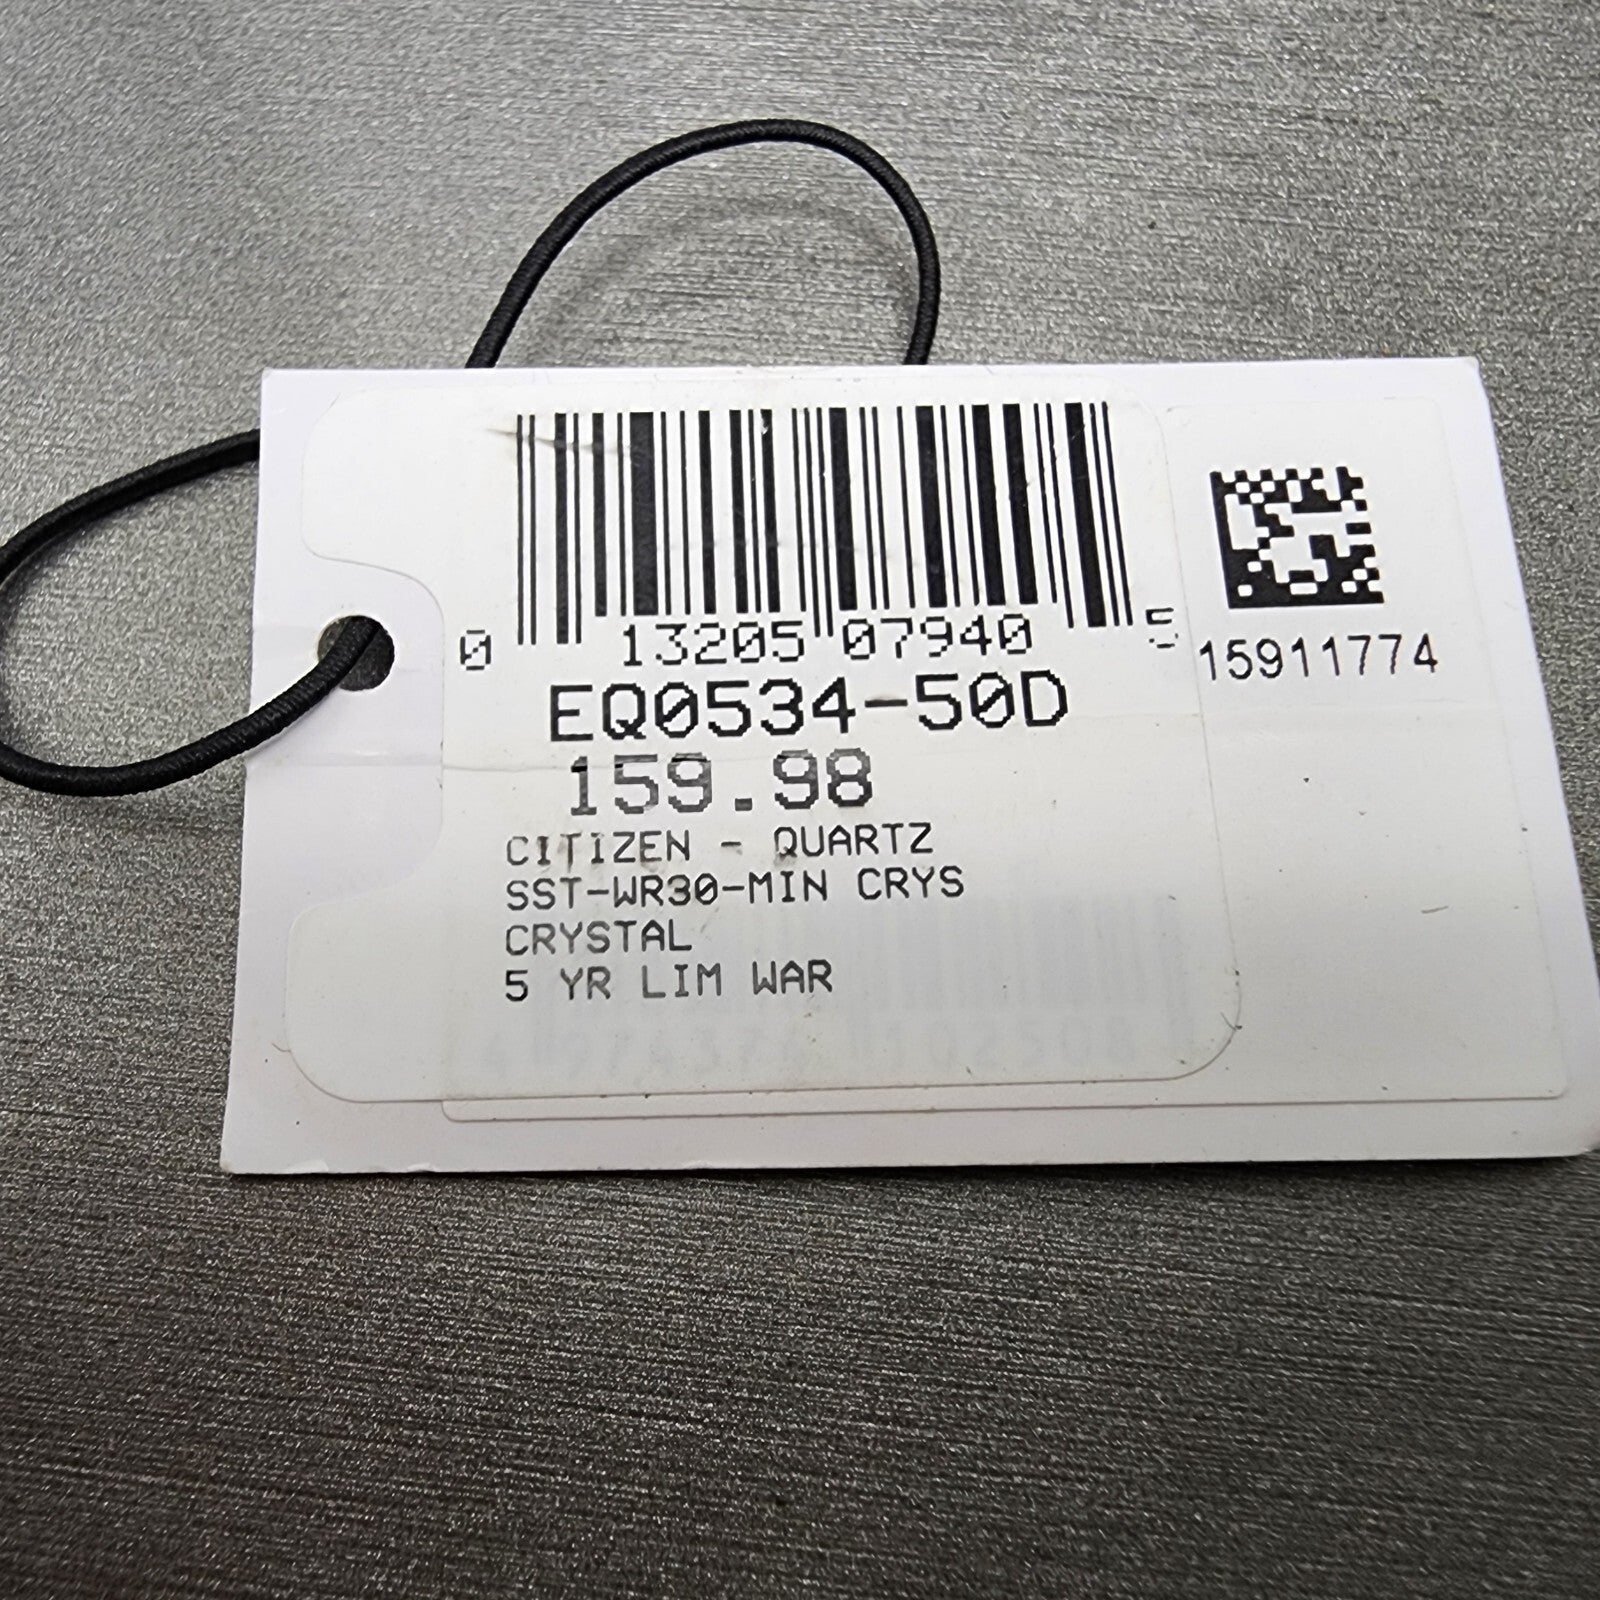 0 13205 07940 5
15911774
EQ0534-50D
159.98
CITIZEN - QUARTZ
SST-WR30-MIN CRYS
CRYSTAL
5 YR LIM WAR